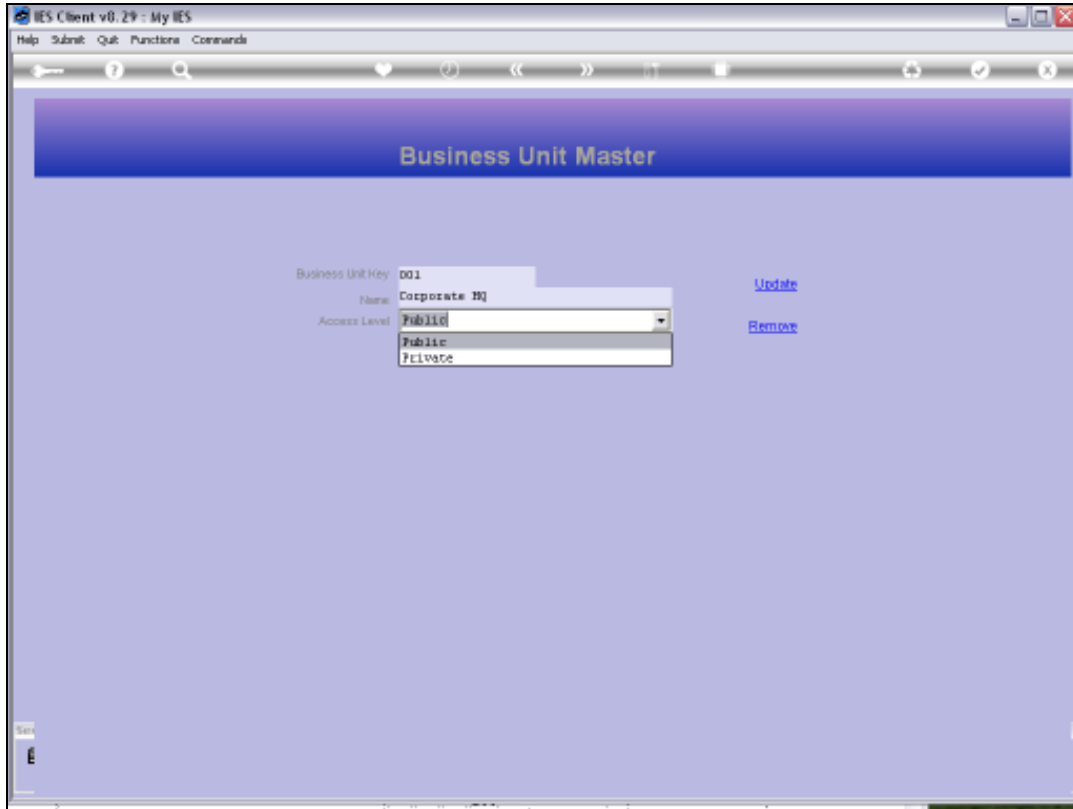 IES Client v8.29 : My IES
Help Submit Quit Functions Commands
Business Unit Master
Business Unit Key 001
Name Corporate HQ
Access Level Public
Public
Private
Update
Remove